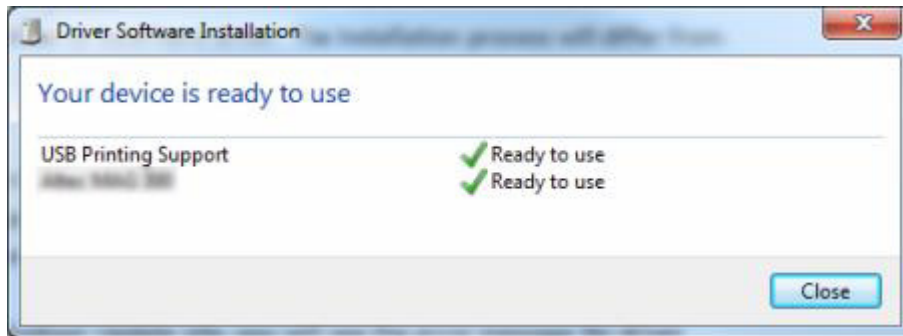 Driver Software Installation
Your device is ready to use
USB Printing Support Ready to use
Ready to use
Close